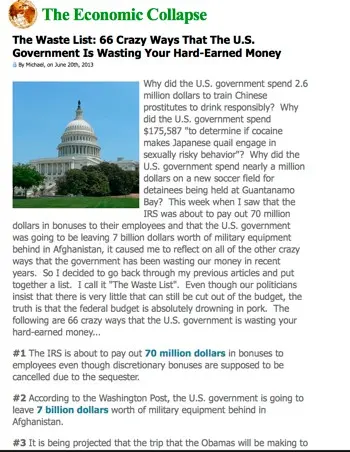 The Economic Collapse
The Waste List: 66 Crazy Ways That The U.S.
Government Is Wasting Your Hard-Earned Money
By Michael, on June 20th, 2013
Why did the U.S. government spend 2.6
million dollars to train Chinese
prostitutes to drink responsibly? Why
did the U.S. government spend
$175,587 "to determine if cocaine
makes Japanese quail engage in
sexually risky behavior"? Why did the
U.S. government spend nearly a million
dollars on a new soccer field for
detainees being held at Guantanamo
Bay? This week when I saw that the
IRS was about to pay out 70 million
dollars in bonuses to their employees and that the U.S. government
was going to be leaving 7 billion dollars worth of military equipment
behind in Afghanistan, it caused me to reflect on all of the other crazy
ways that the government has been wasting our money in recent
years. So I decided to go back through my previous articles and put
together a list. I call it "The Waste List". Even though our politicians
insist that there is very little that can still be cut out of the budget, the
truth is that the federal budget is absolutely drowning in pork. The
following are 66 crazy ways that the U.S. government is wasting your
hard-earned money...
#1 The IRS is about to pay out 70 million dollars in bonuses to
employees even though discretionary bonuses are supposed to be
cancelled due to the sequester.
#2 According to the Washington Post, the U.S. government is going to
leave 7 billion dollars worth of military equipment behind in
Afghanistan.
#3 It is being projected that the trip that the Obamas will be making to